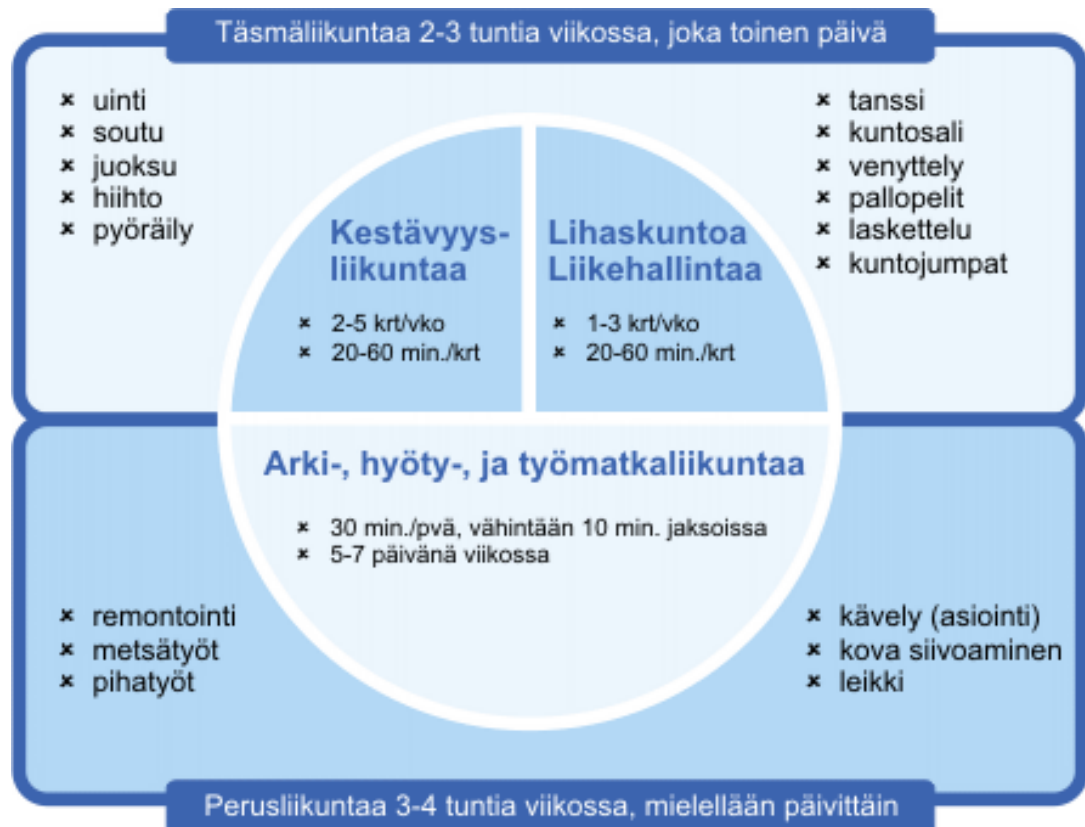 Täsmäliikuntaa 2-3 tuntia viikossa, joka toinen päivä
× uinti
× soutu
× juoksu
× hiihto
× pyöräily
× tanssi
× kuntosali
× venyttely
× pallopelit
× laskettelu
× kuntojumpat
Kestävyys-
liikuntaa
× 2-5 krt/vko
× 20-60 min./krt
Lihaskuntoa
Liikehallintaa
× 1-3 krt/vko
× 20-60 min./krt
Arki-, hyöty-, ja työmatkaliikuntaa
× 30 min./pvä, vähintään 10 min. jaksoissa
× 5-7 päivänä viikossa
× remontointi
× metsätyöt
× pihatyöt
× kävely (asiointi)
× kova siivoaminen
× leikki
Perusliikuntaa 3-4 tuntia viikossa, mielellään päivittäin